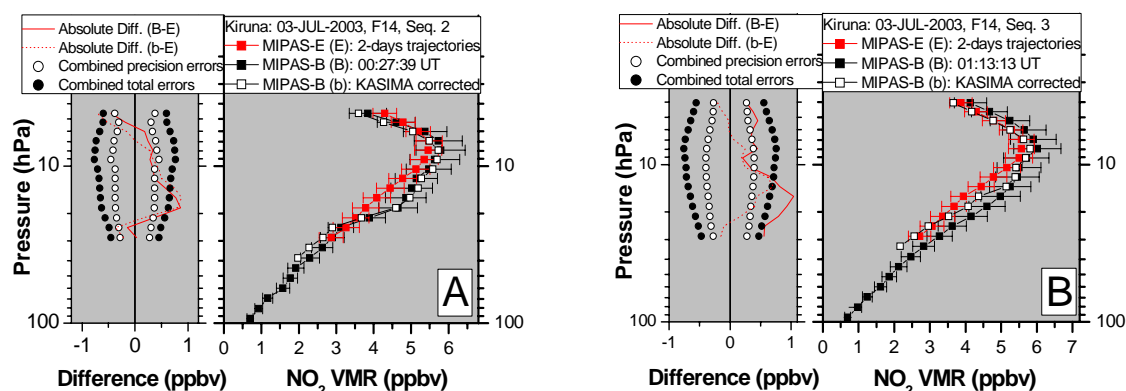 Absolute Diff. (B-E)
Absolute Diff. (b-E)
Combined precision errors
Combined total errors
Kiruna: 03-JUL-2003, F14, Seq. 2
MIPAS-E (E): 2-days trajectories
MIPAS-B (B): 00:27:39 UT
MIPAS-B (b): KASIMA corrected
Pressure (hPa)
10
100
10
100
A
-1 0 1
0 1 2 3 4 5 6
Difference (ppbv)
NO2 VMR (ppbv)
Absolute Diff. (B-E)
Absolute Diff. (b-E)
Combined precision errors
Combined total errors
Kiruna: 03-JUL-2003, F14, Seq. 3
MIPAS-E (E): 2-days trajectories
MIPAS-B (B): 01:13:13 UT
MIPAS-B (b): KASIMA corrected
Pressure (hPa)
10
100
10
100
B
-1 0 1
0 1 2 3 4 5 6 7
Difference (ppbv)
NO2 VMR (ppbv)